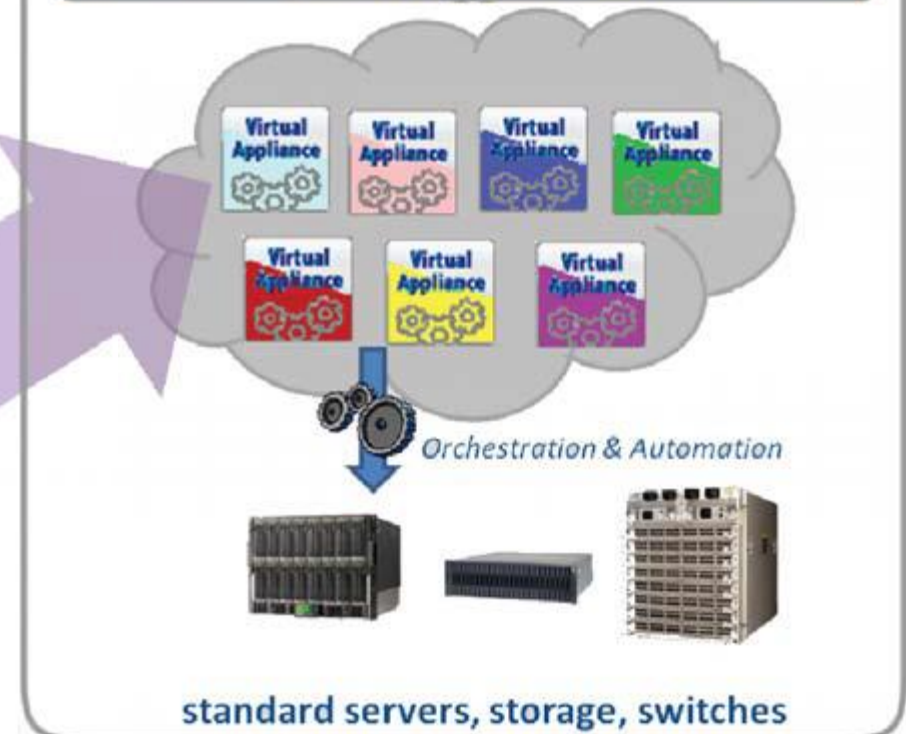 Virtual
Appliance
Virtual
Appliance
Virtual
Appliance
Virtual
Appliance
Virtual
Appliance
Virtual
Appliance
Virtual
Appliance
Orchestration & Automation
standard servers, storage, switches